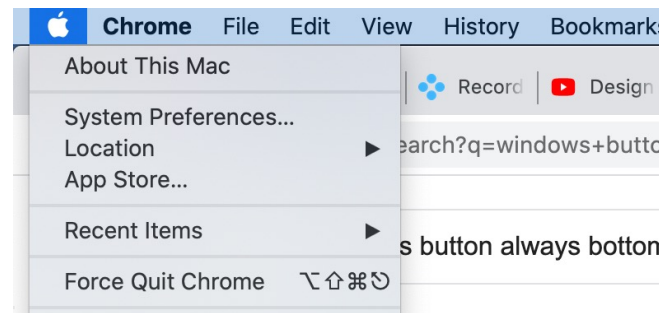 Chrome File Edit View History Bookmarks
About This Mac
Record Design
System Preferences...
earch?q=windows+butto
Location
App Store...
Recent Items
s button always bottom
Force Quit Chrome ⌥⇧⌘⎋